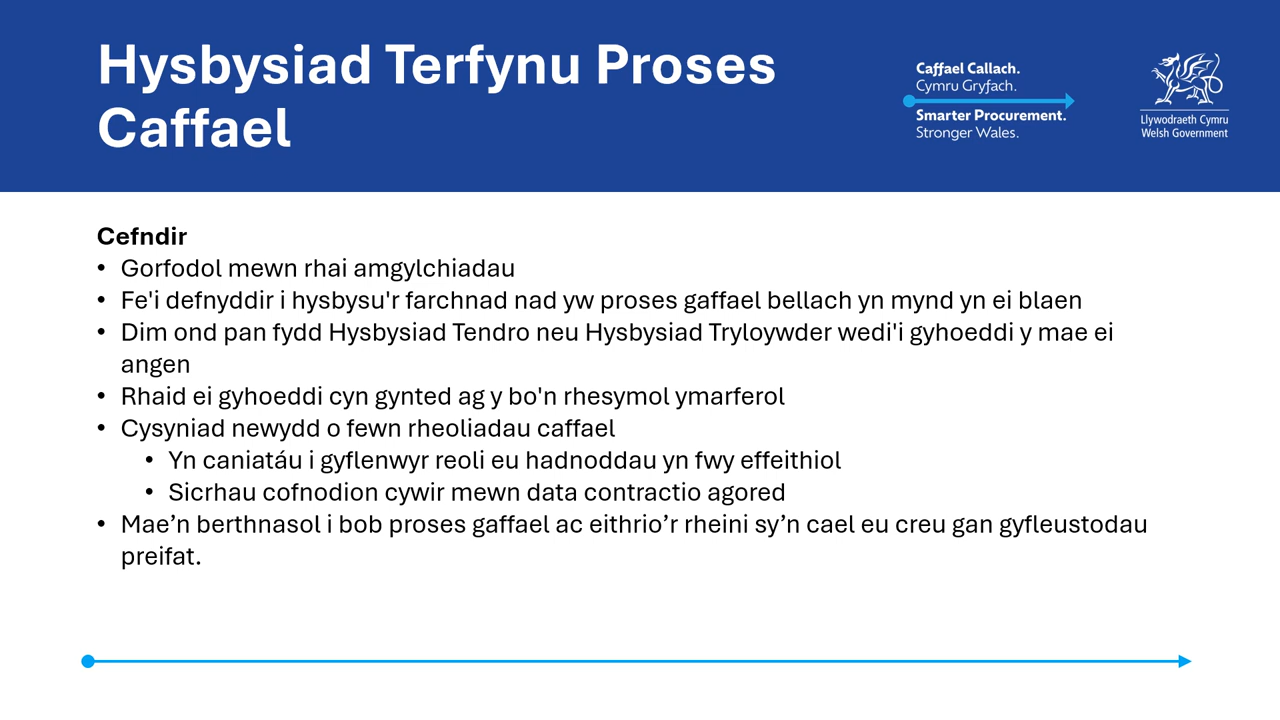 Hysbysiad Terfynu Proses
Caffael
Caffael Callach.
Cymru Gryfach.
Smarter Procurement.
Stronger Wales.
Llywodraeth Cymru
Welsh Government
Cefndir
• Gorfodol mewn rhai amgylchiadau
• Fe'i defnyddir i hysbysu'r farchnad nad yw proses gaffael bellach yn mynd yn ei blaen
• Dim ond pan fydd Hysbysiad Tendro neu Hysbysiad Tryloywder wedi'i gyhoeddi y mae ei
angen
• Rhaid ei gyhoeddi cyn gynted ag y bo'n rhesymol ymarferol
• Cysyniad newydd o fewn rheoliadau caffael
• Yn caniatáu i gyflenwyr reoli eu hadnoddau yn fwy effeithiol
• Sicrhau cofnodion cywir mewn data contractio agored
• Mae’n berthnasol i bob proses gaffael ac eithrio’r rheini sy’n cael eu creu gan gyfleustodau
preifat.